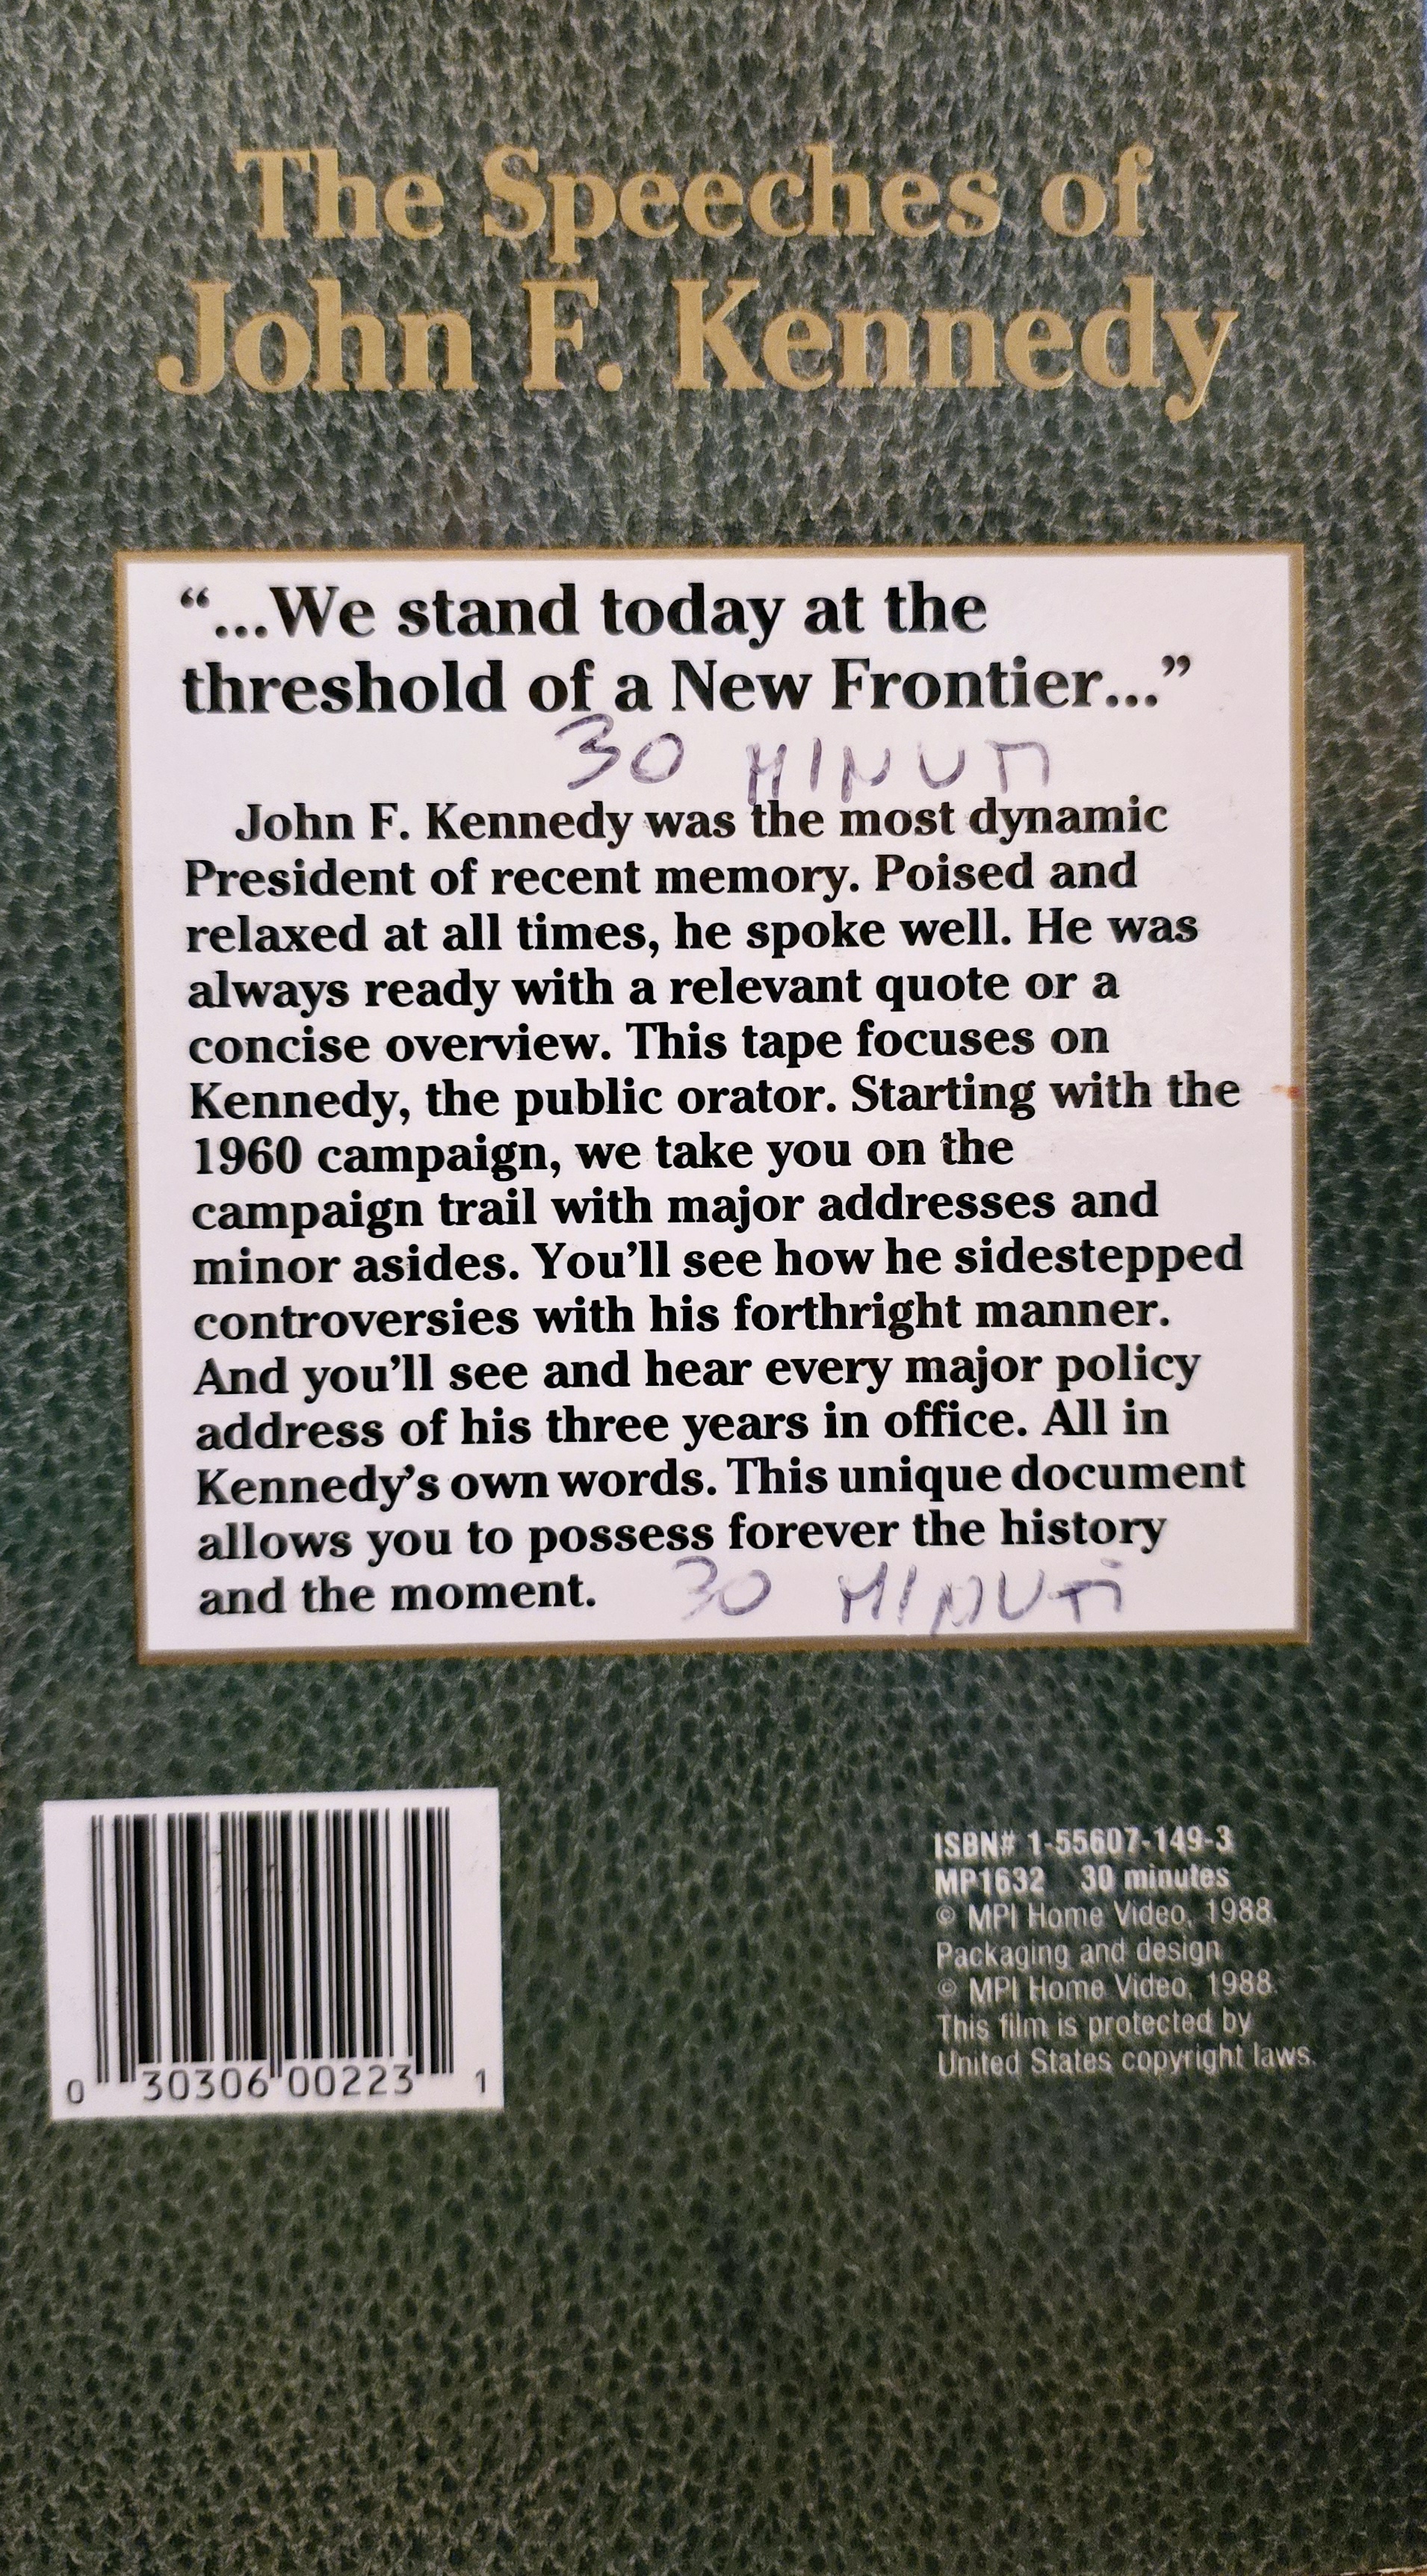 The Speeches of
John F. Kennedy
“...We stand today at the
threshold of a New Frontier...”
30 MINUTI
John F. Kennedy was the most dynamic
President of recent memory. Poised and
relaxed at all times, he spoke well. He was
always ready with a relevant quote or a
concise overview. This tape focuses on
Kennedy, the public orator. Starting with the
1960 campaign, we take you on the
campaign trail with major addresses and
minor asides. You’ll see how he sidestepped
controversies with his forthright manner.
And you’ll see and hear every major policy
address of his three years in office. All in
Kennedy’s own words. This unique document
allows you to possess forever the history
and the moment. 30 MINUTI
0 30306 00223 1
ISBN# 1-55607-149-3
MP1632 30 minutes
© MPI Home Video, 1988.
Packaging and design
© MPI Home Video, 1988.
This film is protected by
United States copyright laws.